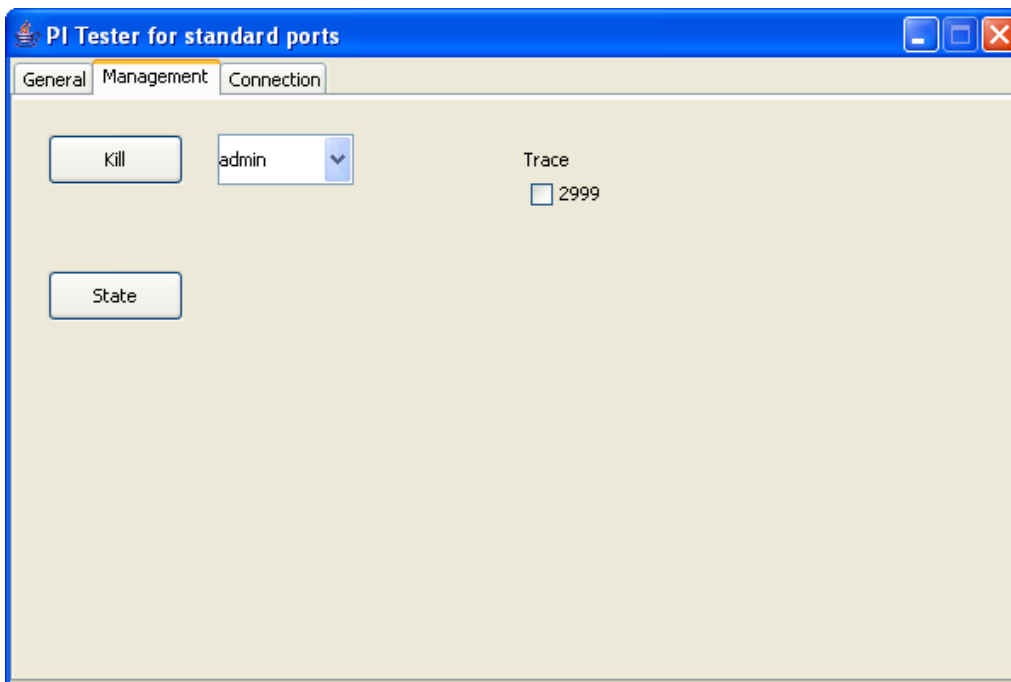 PI Tester for standard ports
General Management Connection
Kill admin Trace
2999
State